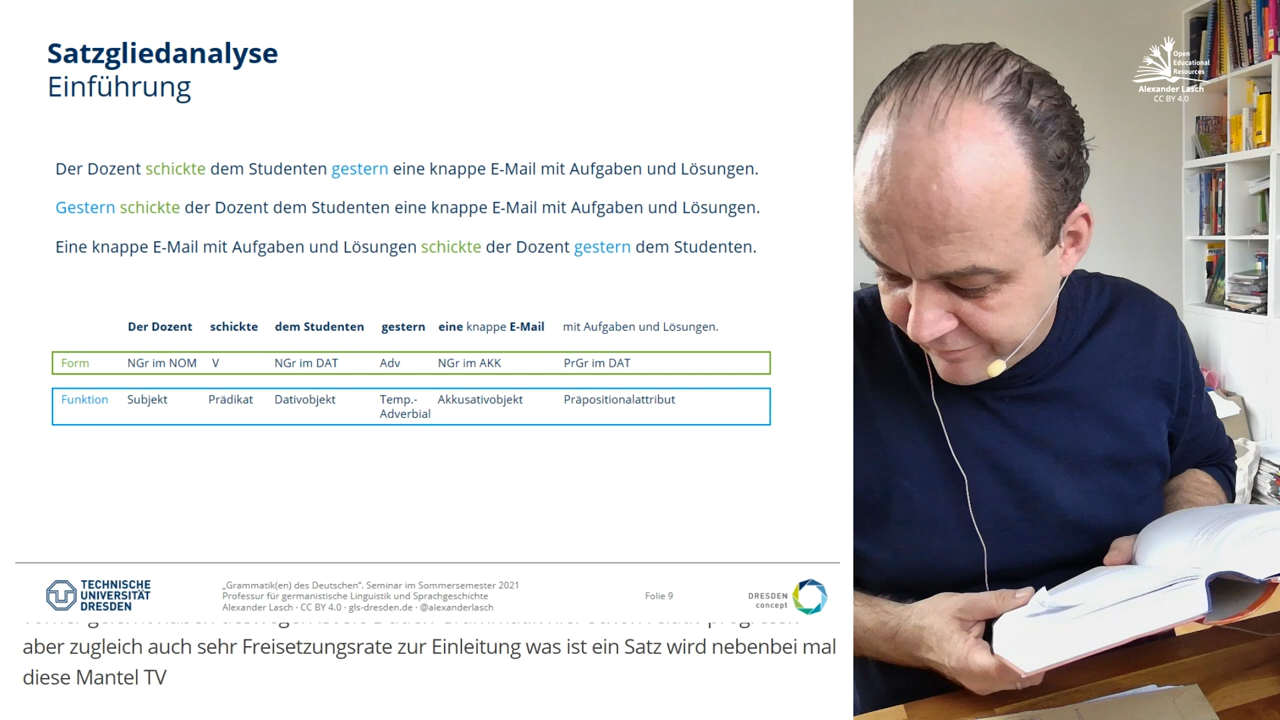 Satzgliedanalyse
Einführung
Der Dozent schickte dem Studenten gestern eine knappe E-Mail mit Aufgaben und Lösungen.
Gestern schickte der Dozent dem Studenten eine knappe E-Mail mit Aufgaben und Lösungen.
Eine knappe E-Mail mit Aufgaben und Lösungen schickte der Dozent gestern dem Studenten.
Der Dozent schickte dem Studenten gestern eine knappe E-Mail mit Aufgaben und Lösungen.
Form NGr im NOM V NGr im DAT Adv NGr im AKK PrGr im DAT
Funktion Subjekt Prädikat Dativobjekt Temp.- Akkusativobjekt Präpositionalattribut
Adverbial
TECHNISCHE
UNIVERSITÄT
DRESDEN
„Grammatik(en) des Deutschen“. Seminar im Sommersemester 2021
Professur für germanistische Linguistik und Sprachgeschichte
Alexander Lasch · CC BY 4.0 · gls-dresden.de · @alexanderlasch
Folie 9
DRESDEN
concept
aber zugleich auch sehr Freisetzungsrate zur Einleitung was ist ein Satz wird nebenbei mal
diese Mantel TV
Open
Educational
Resources
Alexander Lasch
CC BY 4.0